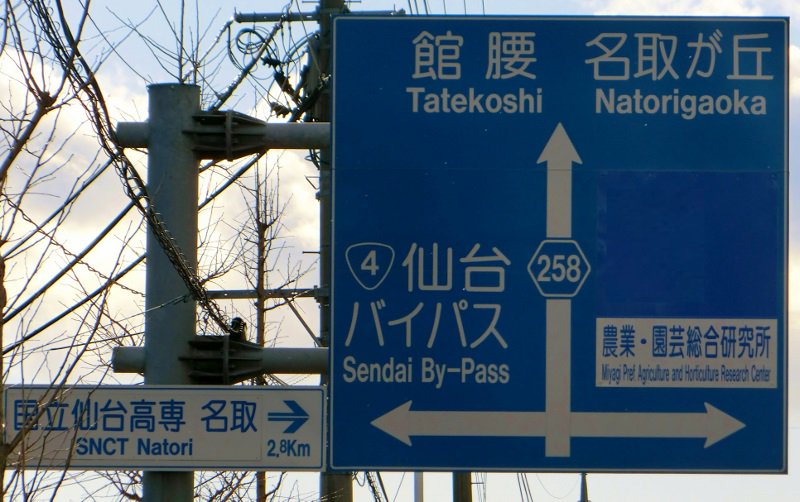 館腰 名取が丘
Tatekoshi Natorigaoka
4 仙台
バイパス
Sendai By-Pass
258
農業・園芸総合研究所
Miyagi Pref Agriculture and Horticulture Research Center
国立仙台高専 名取
SNCT Natori
2.8Km